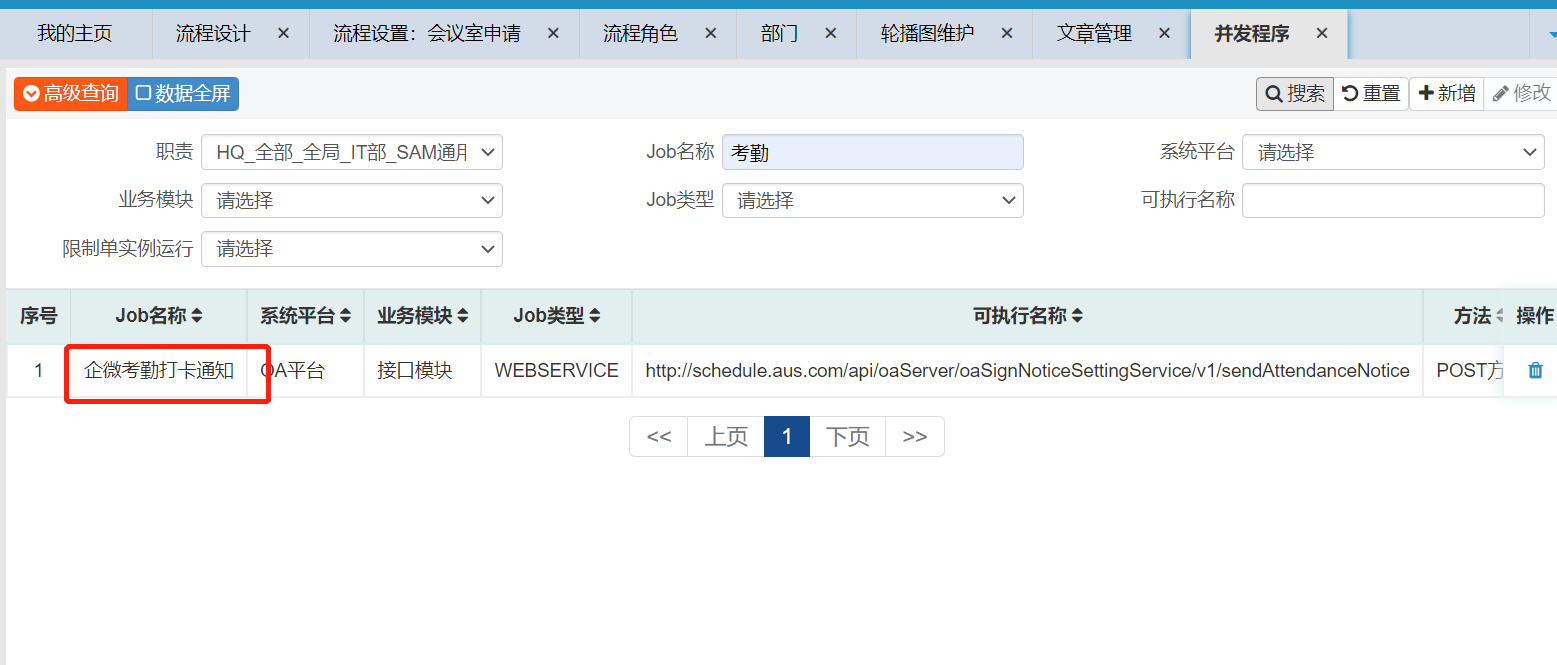 我的主页 流程设计 × 流程设置：会议室申请 × 流程角色 × 部门 × 轮播图维护 × 文章管理 × 并发程序 ×
高级查询 数据全屏 搜索 重置 新增 修改
职责 HQ_全部_全局_IT部_SAM通用 Job名称 考勤 系统平台 请选择
业务模块 请选择 Job类型 请选择 可执行名称
限制单实例运行 请选择
序号 Job名称 系统平台 业务模块 Job类型 可执行名称 方法 操作
1 企微考勤打卡通知 OA平台 接口模块 WEBSERVICE http://schedule.aus.com/api/oaServer/oaSignNoticeSettingService/v1/sendAttendanceNotice POST方
<< 上页 1 下页 >>